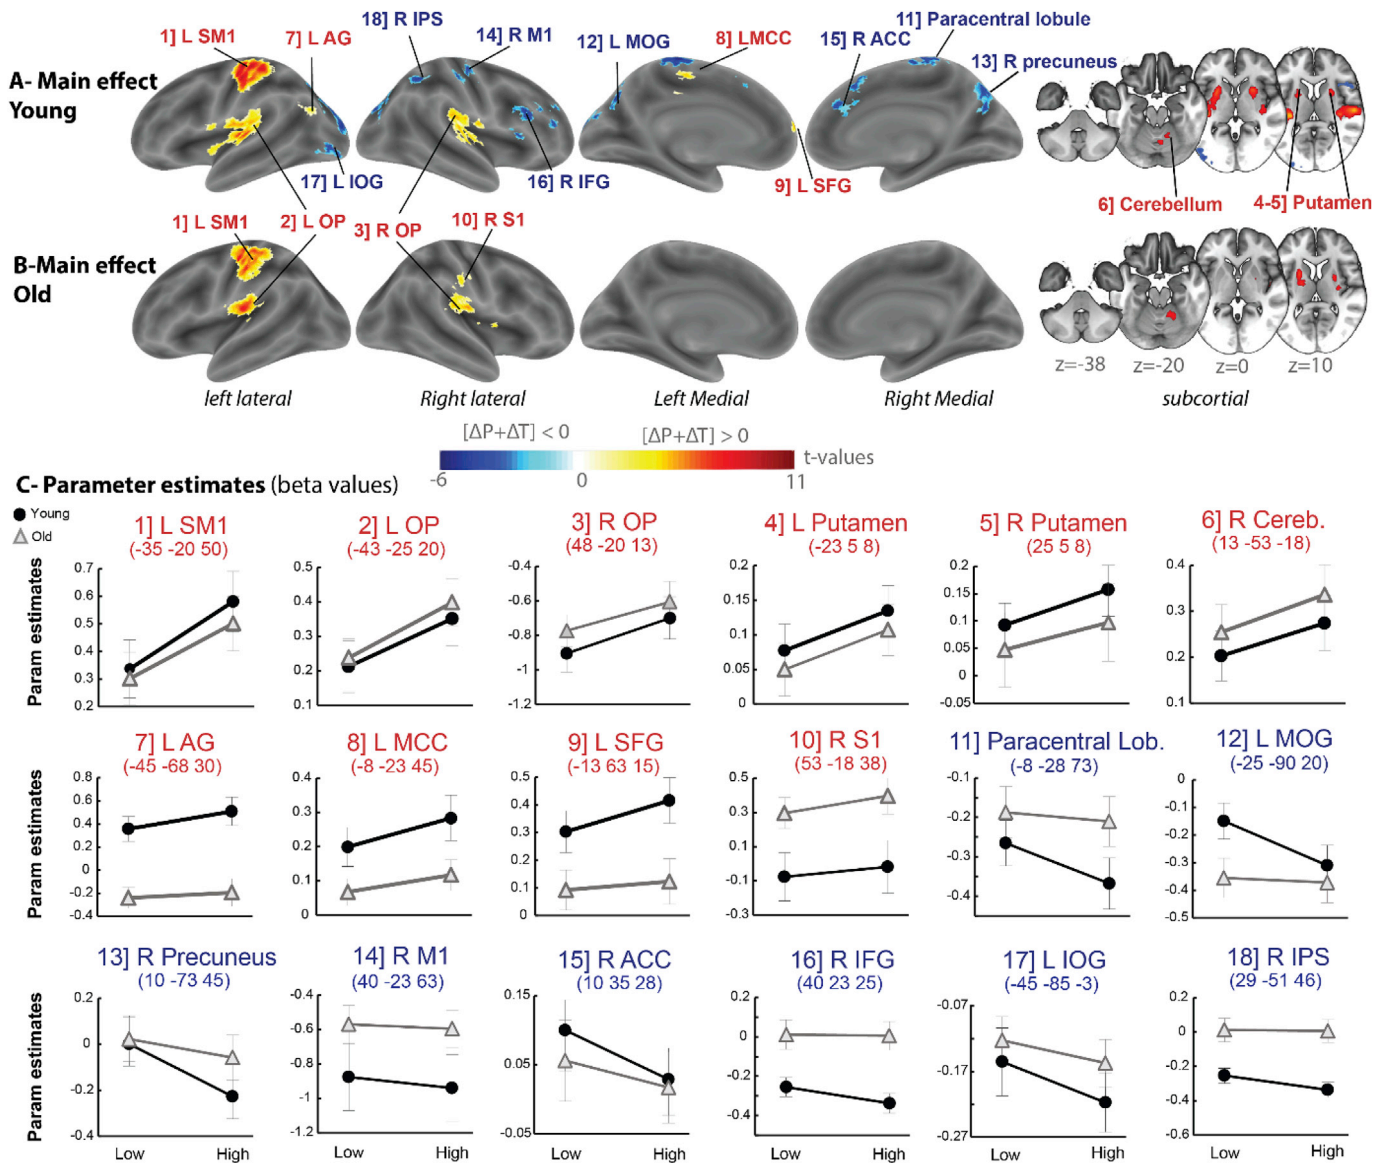 18] R IPS
11] Paracentral lobule
1] L SM1
7] L AG
14] R M1
12] L MOG
8] LMCC
15] R ACC
13] R precuneus
A- Main effect
Young
17] L IOG
16] R IFG
9] L SFG
6] Cerebellum
4-5] Putamen
1] L SM1
2] L OP
3] R OP
10] R S1
B-Main effect
Old
z=-38
z=-20
z=0
z=10
left lateral
Right lateral
Left Medial
Right Medial
subcortial
[ΔP+ΔT] < 0
[ΔP+ΔT] > 0
t-values
-6
0
11
C- Parameter estimates (beta values)
Young
Old
1] L SM1
(-35 -20 50)
2] L OP
(-43 -25 20)
3] R OP
(48 -20 13)
4] L Putamen
(-23 5 8)
5] R Putamen
(25 5 8)
6] R Cereb.
(13 -53 -18)
Param estimates
0.7
0.6
0.5
0.4
0.3
0.2
0.5
0.4
0.3
0.2
0.1
-0.4
-0.6
-0.8
-1
-1.2
0.2
0.15
0.1
0.05
0
0.2
0.15
0.1
0.05
0
-0.05
0.4
0.3
0.2
0.1
7] L AG
(-45 -68 30)
8] L MCC
(-8 -23 45)
9] L SFG
(-13 63 15)
10] R S1
(53 -18 38)
11] Paracentral Lob.
(-8 -28 73)
12] L MOG
(-25 -90 20)
Param estimates
0.8
0.6
0.4
0.2
0
-0.2
-0.4
0.4
0.3
0.2
0.1
0
0.5
0.4
0.3
0.2
0.1
0
0.5
0.3
0.1
-0.1
-0.3
-0.1
-0.2
-0.3
-0.4
0
-0.1
-0.2
-0.3
-0.4
-0.5
13] R Precuneus
(10 -73 45)
14] R M1
(40 -23 63)
15] R ACC
(10 35 28)
16] R IFG
(40 23 25)
17] L IOG
(-45 -85 -3)
18] R IPS
(29 -51 46)
Param estimates
0.2
0
-0.2
-0.4
-0.4
-0.6
-0.8
-1
-1.2
0.15
0.05
-0.05
0.2
0
-0.2
-0.4
-0.07
-0.17
-0.27
0.2
0
-0.2
-0.4
-0.6
Low
High
Low
High
Low
High
Low
High
Low
High
Low
High